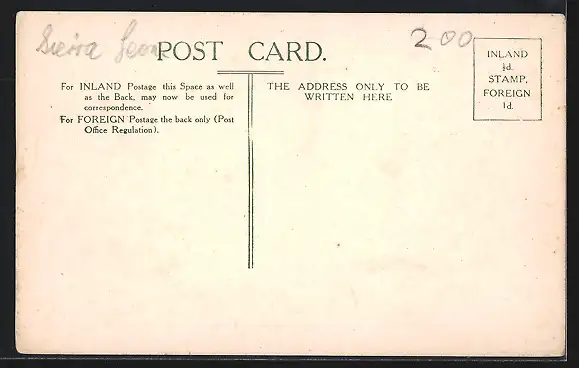 Sierra Leone
200
POST CARD.
For INLAND Postage this Space as well
as the Back, may now be used for
correspondence.
For FOREIGN Postage the back only (Post
Office Regulation).
THE ADDRESS ONLY TO BE
WRITTEN HERE
INLAND
½d.
STAMP,
FOREIGN
1d.